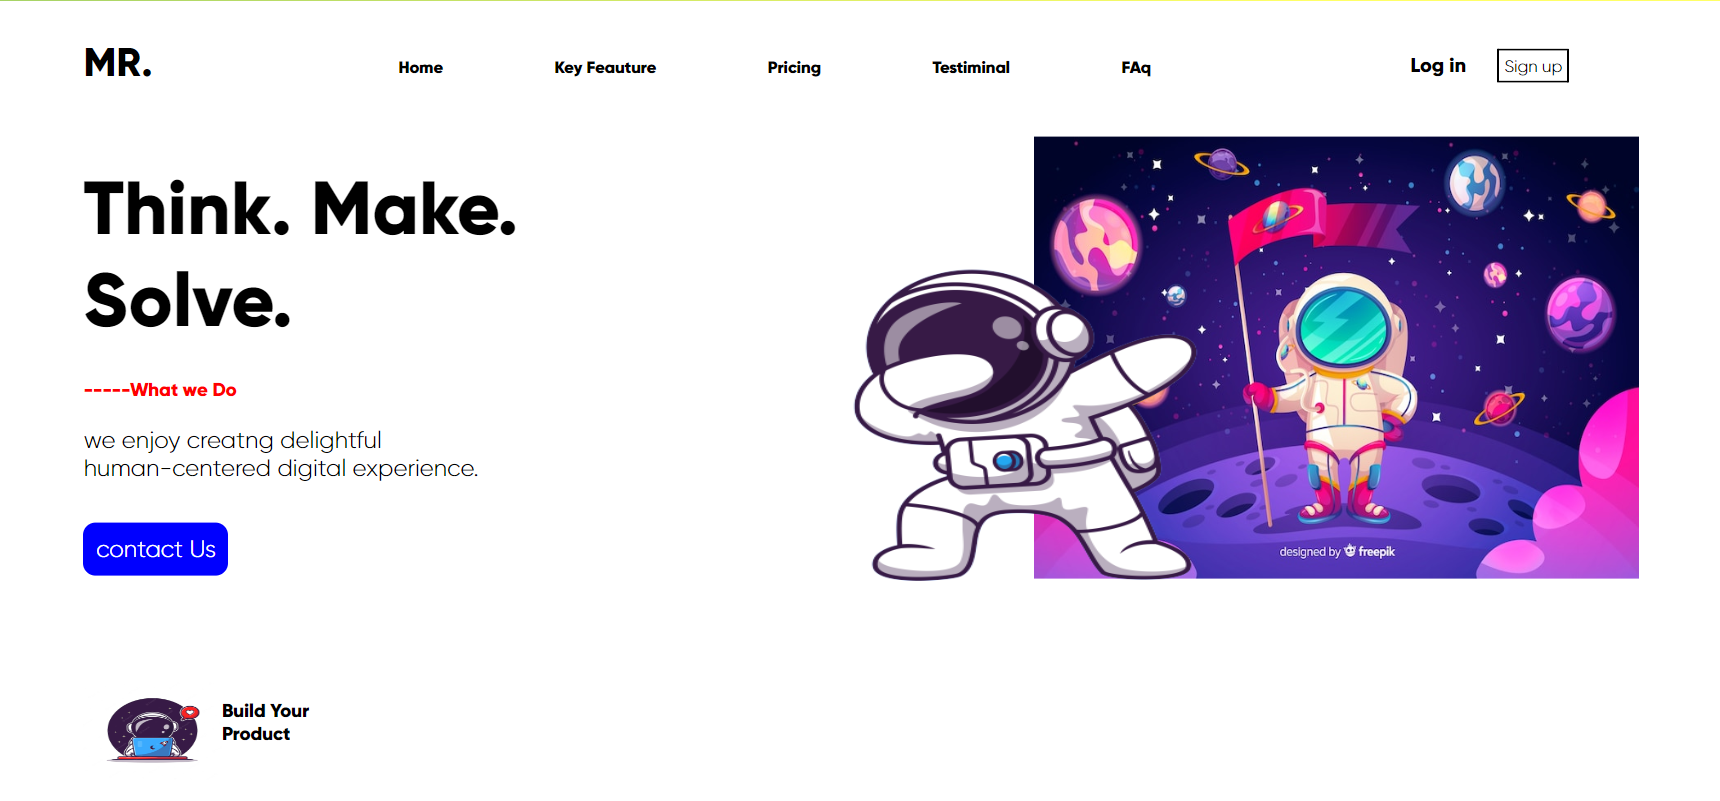 MR.
Home Key Feauture Pricing Testiminal FAq
Log in Sign up
Think. Make.
Solve.
-----What we Do
we enjoy creatng delightful
human-centered digital experience.
contact Us
designed by freepik
Build Your
Product